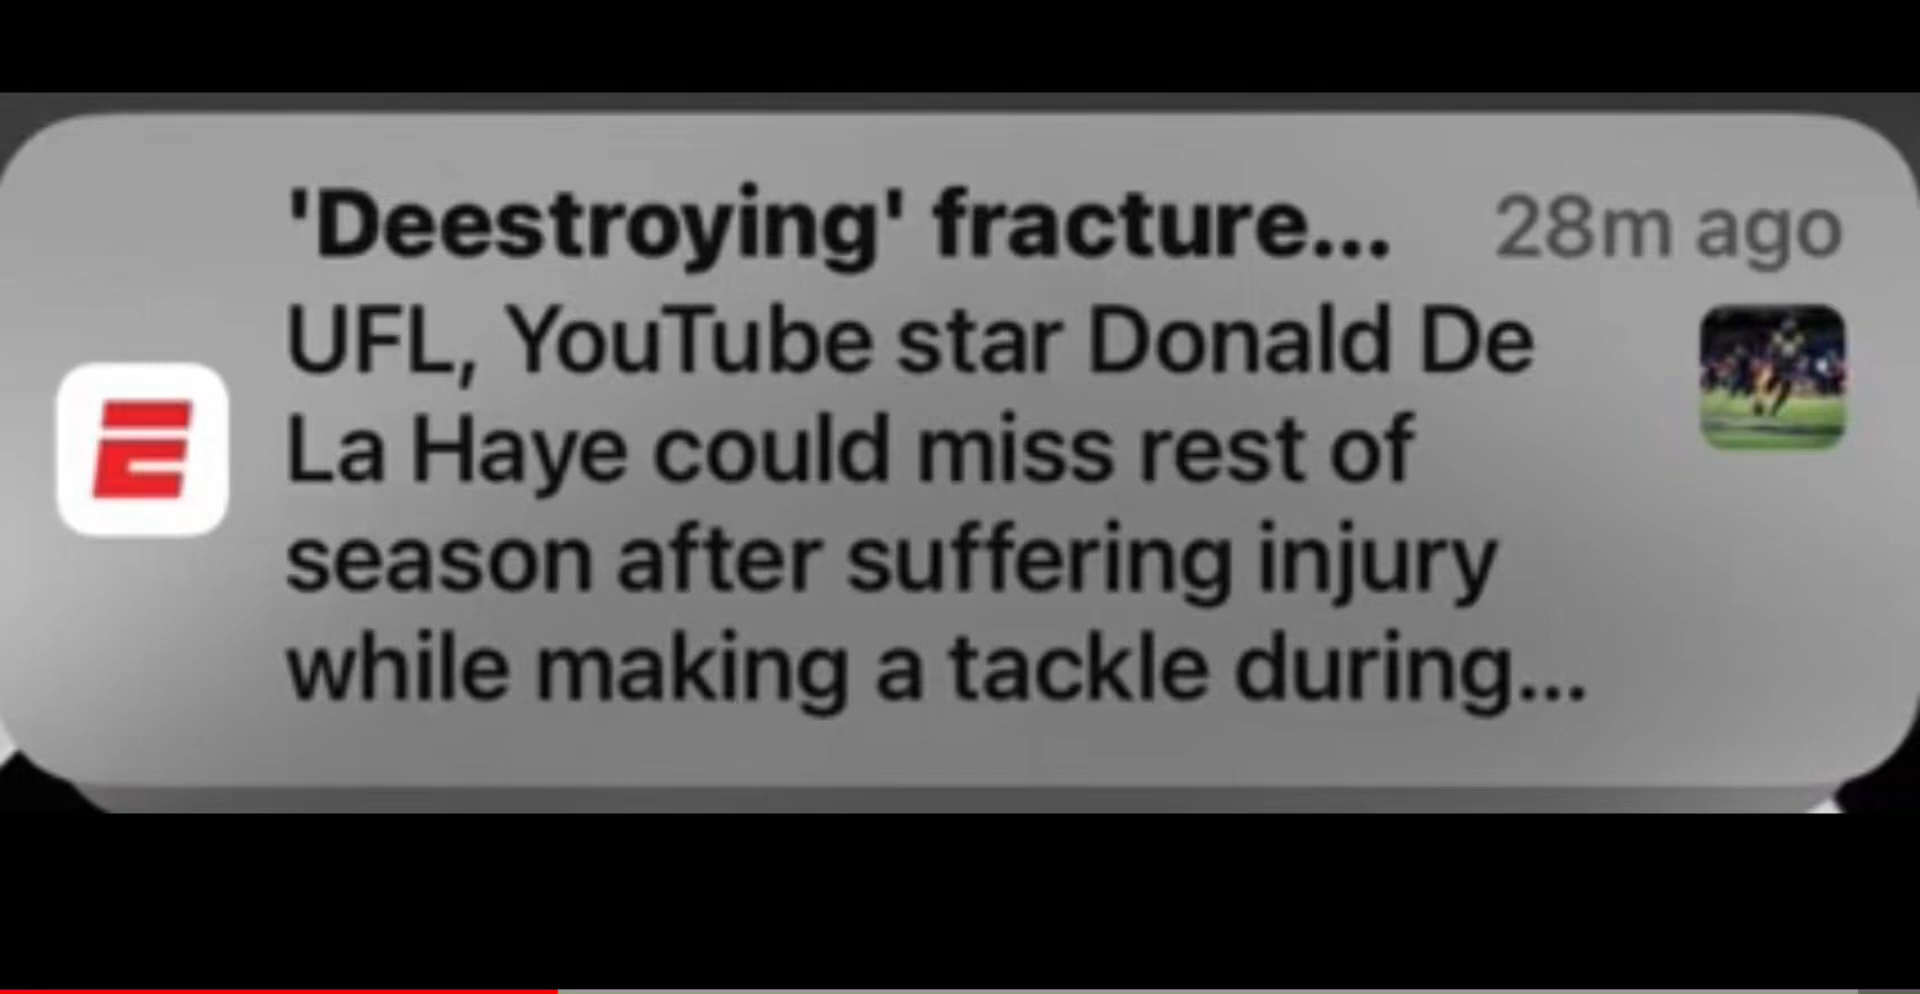 'Deestroying' fracture...
28m ago
UFL, YouTube star Donald De
La Haye could miss rest of
season after suffering injury
while making a tackle during...